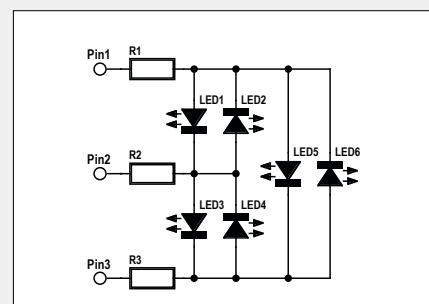 R1
Pin1
LED1 LED2
R2
Pin2
LED5 LED6
LED3 LED4
R3
Pin3